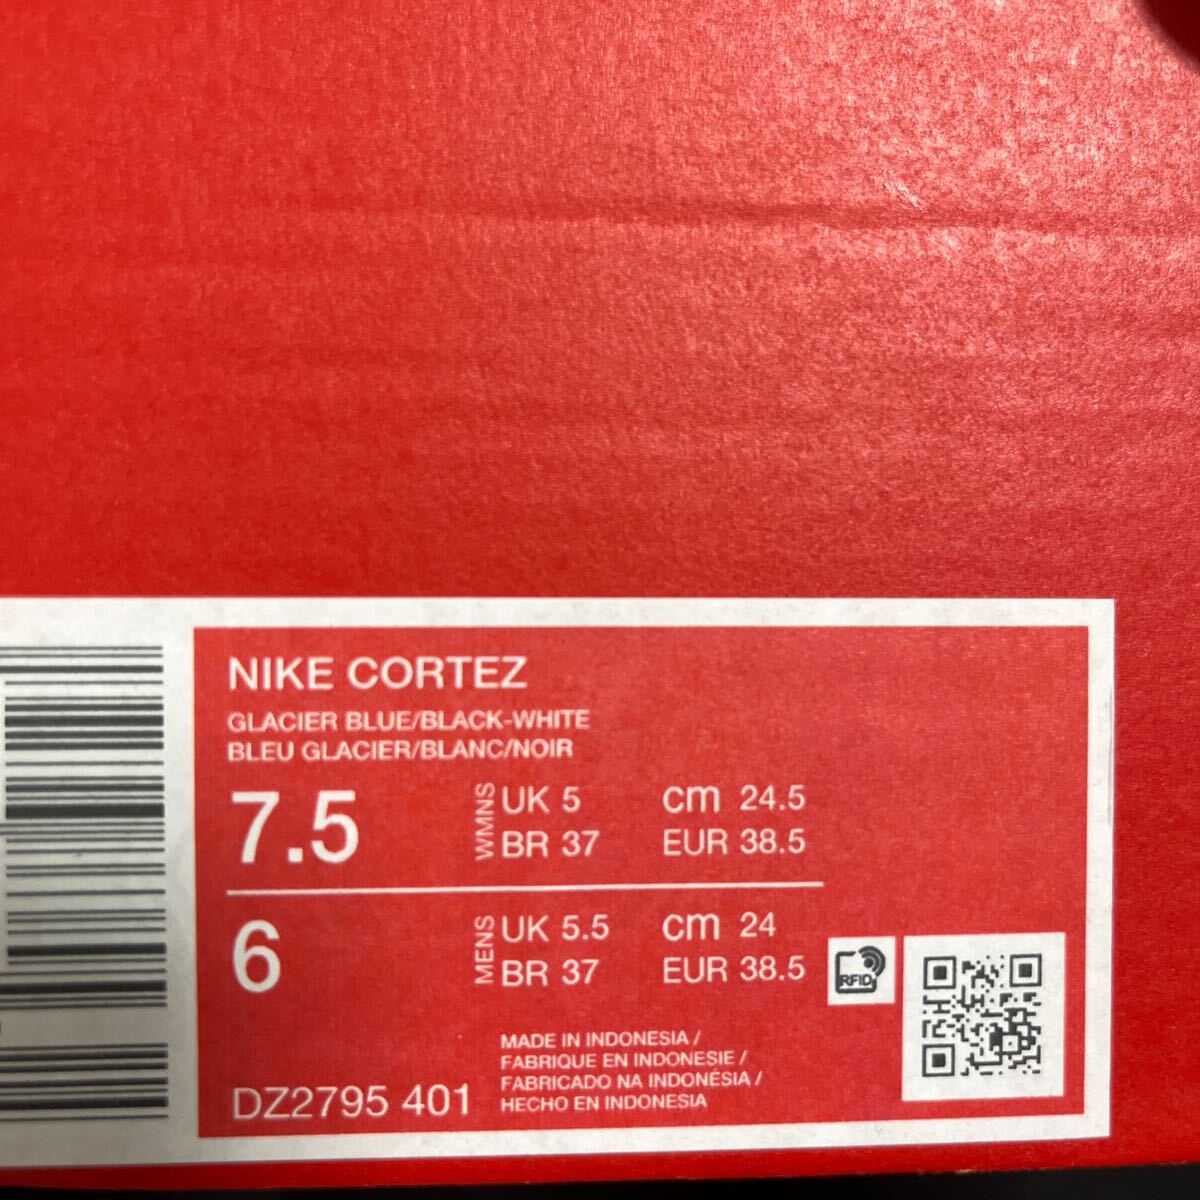 NIKE CORTEZ
GLACIER BLUE/BLACK-WHITE
BLEU GLACIER/BLANC/NOIR
7.5 WMNS UK 5 cm 24.5
BR 37 EUR 38.5
6 MENS UK 5.5 cm 24
BR 37 EUR 38.5
RFID
MADE IN INDONESIA /
FABRIQUE EN INDONESIE /
FABRICADO NA INDONÉSIA /
HECHO EN INDONESIA
DZ2795 401